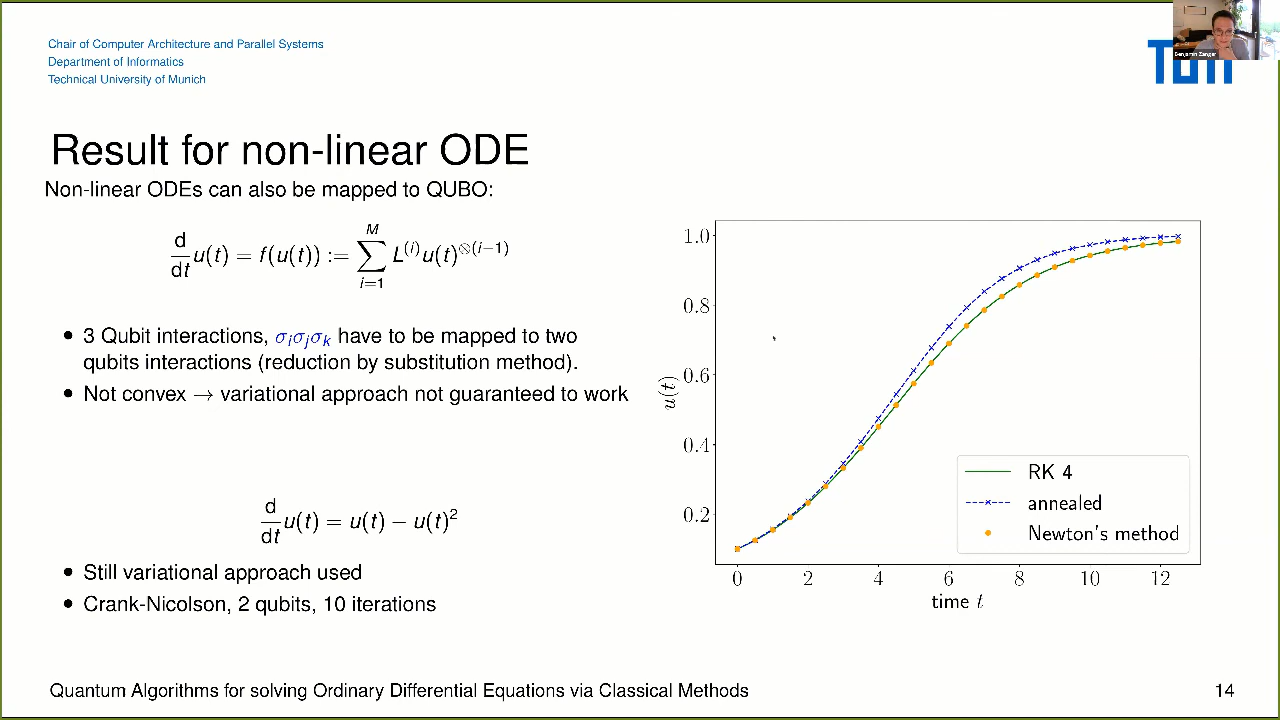 Chair of Computer Architecture and Parallel Systems
Department of Informatics
Technical University of Munich
Benjamin Zanger
TUM
Result for non-linear ODE
Non-linear ODEs can also be mapped to QUBO:
d/dt u(t) = f(u(t)) := ∑_{i=1}^{M} L^{(i)} u(t)^{⊗(i−1)}
• 3 Qubit interactions, σ_iσ_jσ_k have to be mapped to two
qubits interactions (reduction by substitution method).
• Not convex → variational approach not guaranteed to work
d/dt u(t) = u(t) − u(t)²
• Still variational approach used
• Crank-Nicolson, 2 qubits, 10 iterations
1.0
0.8
0.6
0.4
0.2
u(t)
0 2 4 6 8 10 12
time t
RK 4
annealed
Newton's method
Quantum Algorithms for solving Ordinary Differential Equations via Classical Methods
14